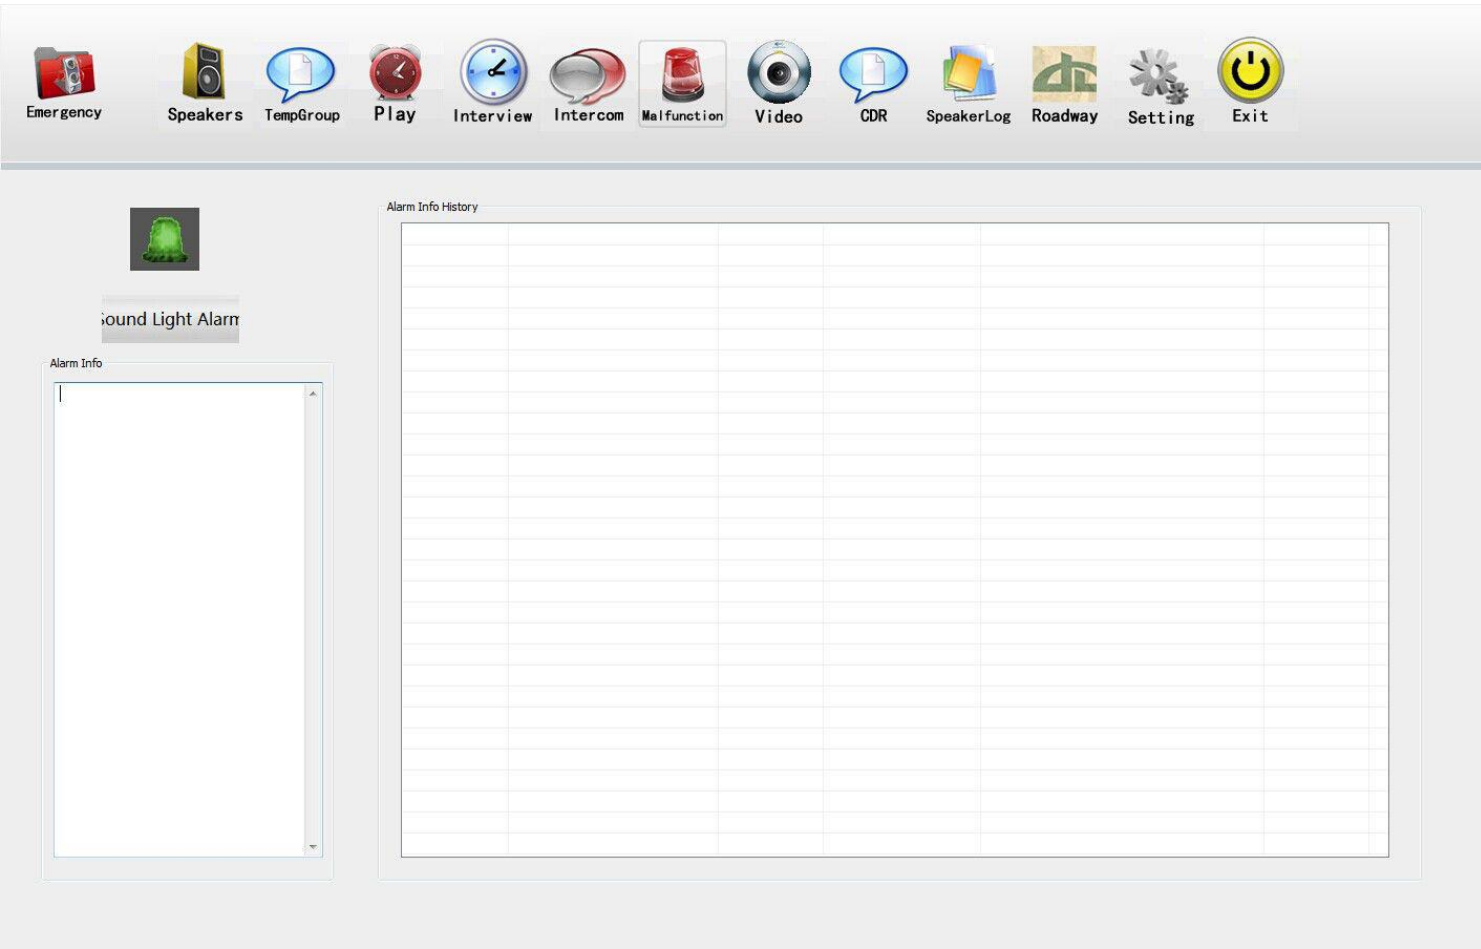 Emergency
Speakers
TempGroup
Play
Interview
Intercom
Malfunction
Video
CDR
SpeakerLog
Roadway
Setting
Exit
Alarm Info History
Sound Light Alarm
Alarm Info